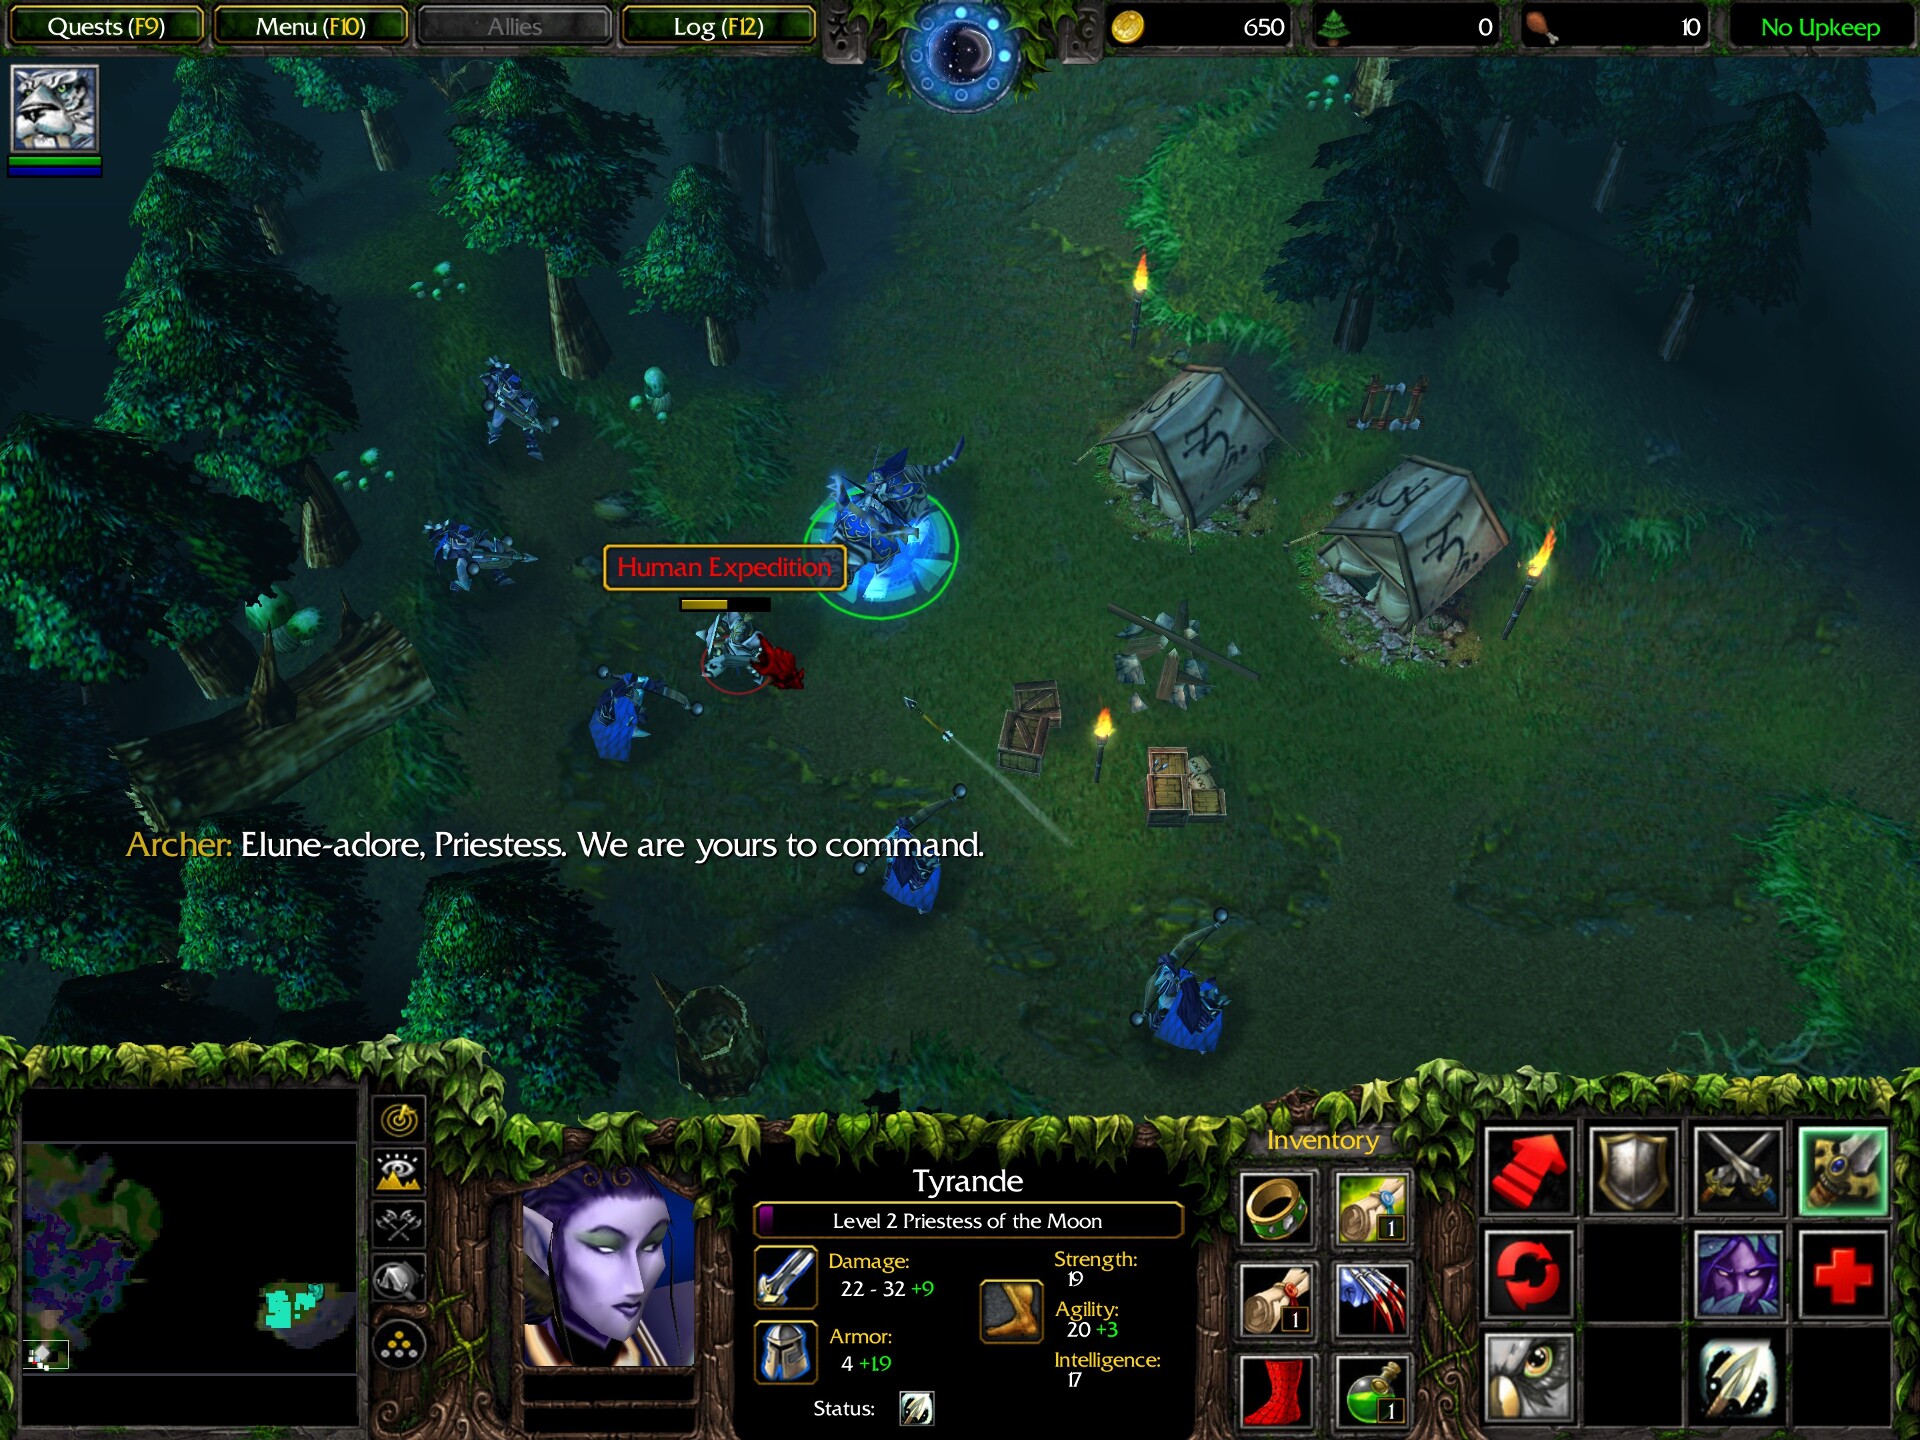 Quests (F9)
Menu (F10)
Allies
Log (F12)
650
0
10
No Upkeep
Human Expedition
Archer: Elune-adore, Priestess. We are yours to command.
Tyrande
Level 2 Priestess of the Moon
Damage:
22 - 32 +9
Armor:
4 +1.9
Status:
Strength:
19
Agility:
20 +3
Intelligence:
17
Inventory
1
1
1